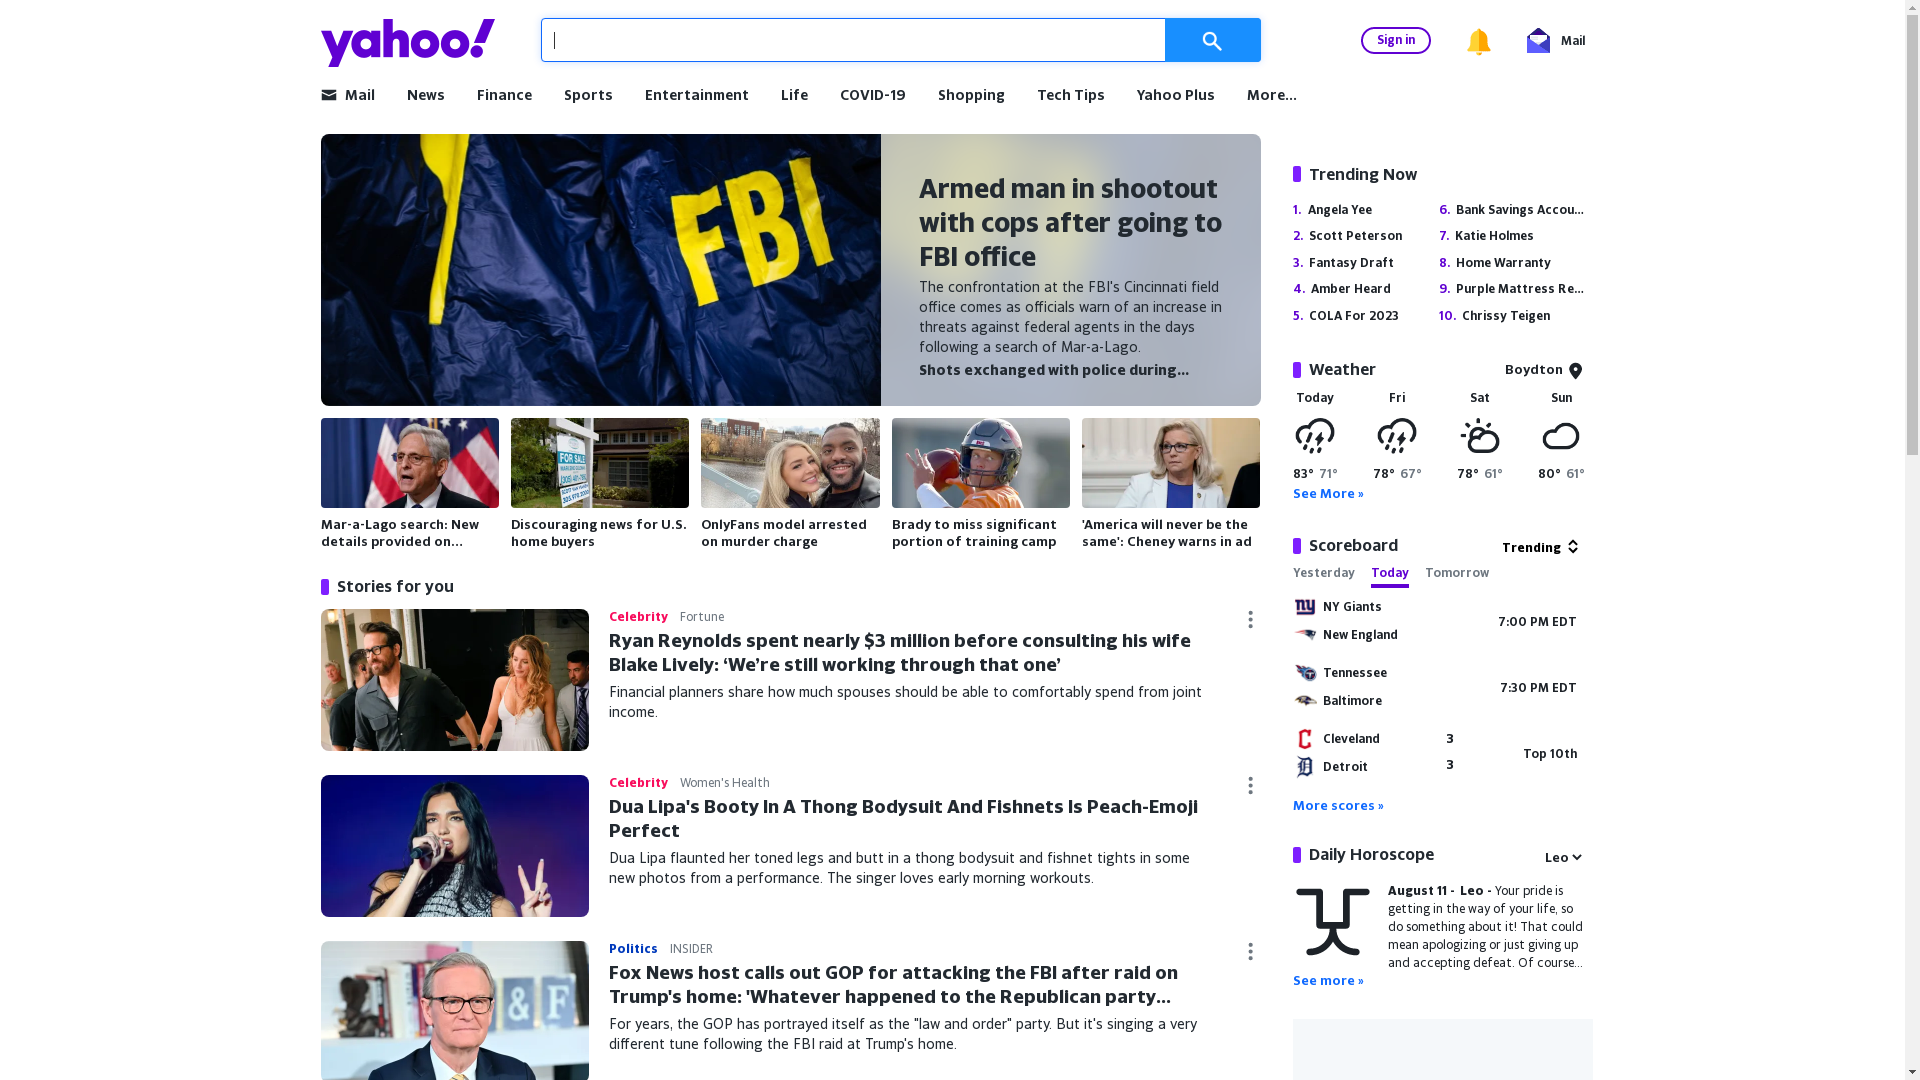 yahoo!
Sign in
Mail
Mail News Finance Sports Entertainment Life COVID-19 Shopping Tech Tips Yahoo Plus More...
FBI
Armed man in shootout
with cops after going to
FBI office
The confrontation at the FBI's Cincinnati field
office comes as officials warn of an increase in
threats against federal agents in the days
following a search of Mar-a-Lago.
Shots exchanged with police during...
FOR SALE
Mar-a-Lago search: New
details provided on...
Discouraging news for U.S.
home buyers
OnlyFans model arrested
on murder charge
Brady to miss significant
portion of training camp
'America will never be the
same': Cheney warns in ad
Stories for you
Celebrity Fortune
Ryan Reynolds spent nearly $3 million before consulting his wife
Blake Lively: ‘We’re still working through that one’
Financial planners share how much spouses should be able to comfortably spend from joint
income.
Celebrity Women's Health
Dua Lipa's Booty In A Thong Bodysuit And Fishnets Is Peach-Emoji
Perfect
Dua Lipa flaunted her toned legs and butt in a thong bodysuit and fishnet tights in some
new photos from a performance. The singer loves early morning workouts.
Politics INSIDER
Fox News host calls out GOP for attacking the FBI after raid on
Trump's home: 'Whatever happened to the Republican party...
For years, the GOP has portrayed itself as the "law and order" party. But it's singing a very
different tune following the FBI raid at Trump's home.
& F
Trending Now
1. Angela Yee
2. Scott Peterson
3. Fantasy Draft
4. Amber Heard
5. COLA For 2023
6. Bank Savings Accou...
7. Katie Holmes
8. Home Warranty
9. Purple Mattress Re...
10. Chrissy Teigen
Weather
Boydton
Today Fri Sat Sun
83° 71° 78° 67° 78° 61° 80° 61°
See More »
Scoreboard
Trending
Yesterday Today Tomorrow
NY Giants
New England
7:00 PM EDT
Tennessee
Baltimore
7:30 PM EDT
Cleveland 3
Detroit 3
Top 10th
More scores »
Daily Horoscope
Leo
August 11 - Leo - Your pride is
getting in the way of your life, so
do something about it! That could
mean apologizing or just giving up
and accepting defeat. Of course...
See more »